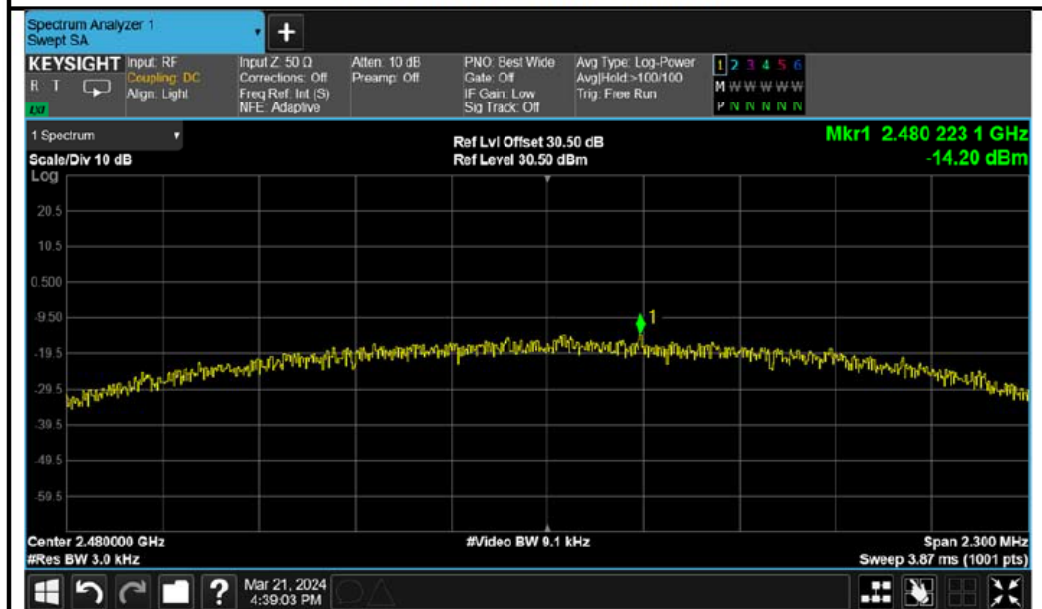 Spectrum Analyzer 1
Swept SA
+
KEYSIGHT
R T
EXT
Input: RF
Coupling: DC
Align: Light
Input Z: 50 Ω
Corrections: Off
Freq Ref: Int (S)
NFE: Adaptive
Atten: 10 dB
Preamp: Off
PNO: Best Wide
Gate: Off
IF Gain: Low
Sig Track: Off
Avg Type: Log-Power
Avg|Hold:>100/100
Trig: Free Run
1 2 3 4 5 6
M W W W W W
P N N N N N
1 Spectrum
Scale/Div 10 dB
Ref Lvl Offset 30.50 dB
Ref Level 30.50 dBm
Mkr1 2.480 223 1 GHz
-14.20 dBm
Log
20.5
10.5
0.500
-9.50
-19.5
-29.5
-39.5
-49.5
-59.5
1
Center 2.480000 GHz
#Video BW 9.1 kHz
Span 2.300 MHz
#Res BW 3.0 kHz
Sweep 3.87 ms (1001 pts)
?
Mar 21, 2024
4:39:03 PM